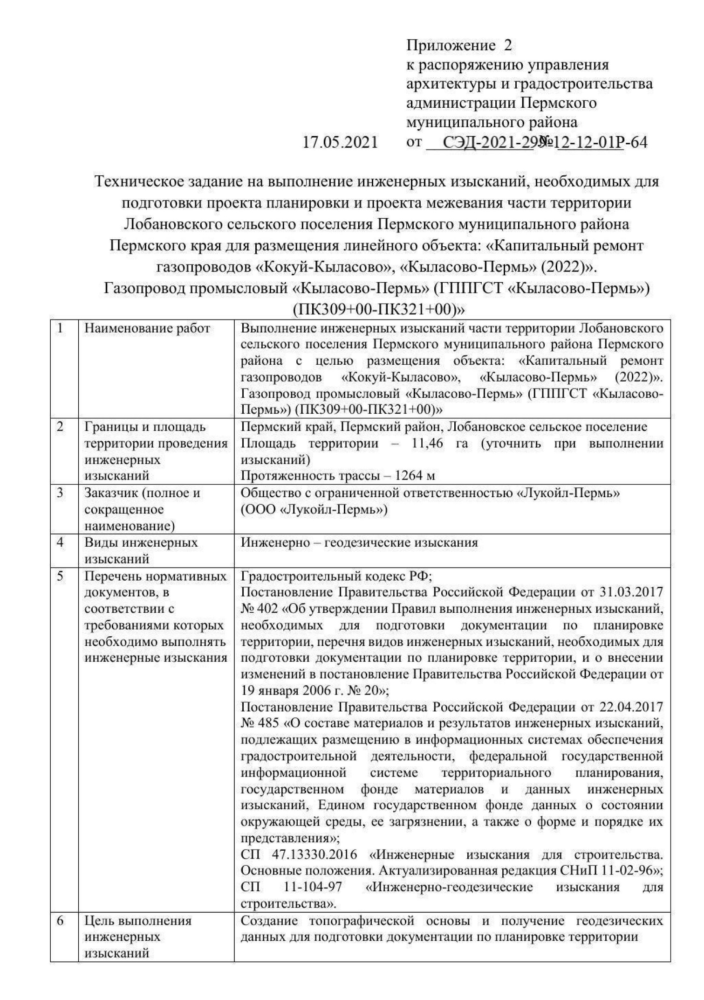 Приложение 2
к распоряжению управления
архитектуры и градостроительства
администрации Пермского
муниципального района
17.05.2021 от СЭД-2021-299-12-12-01Р-64 №
Техническое задание на выполнение инженерных изысканий, необходимых для
подготовки проекта планировки и проекта межевания части территории
Лобановского сельского поселения Пермского муниципального района
Пермского края для размещения линейного объекта: «Капитальный ремонт
газопроводов «Кокуй-Кыласово», «Кыласово-Пермь» (2022)».
Газопровод промысловый «Кыласово-Пермь» (ГППГСТ «Кыласово-Пермь»)
(ПК309+00-ПК321+00)»
1
Наименование работ
Выполнение инженерных изысканий части территории Лобановского
сельского поселения Пермского муниципального района Пермского
района с целью размещения объекта: «Капитальный ремонт
газопроводов «Кокуй-Кыласово», «Кыласово-Пермь» (2022)».
Газопровод промысловый «Кыласово-Пермь» (ГППГСТ «Кыласово-
Пермь») (ПК309+00-ПК321+00)»
2
Границы и площадь
территории проведения
инженерных
изысканий
Пермский край, Пермский район, Лобановское сельское поселение
Площадь территории – 11,46 га (уточнить при выполнении
изысканий)
Протяженность трассы – 1264 м
3
Заказчик (полное и
сокращенное
наименование)
Общество с ограниченной ответственностью «Лукойл-Пермь»
(ООО «Лукойл-Пермь»)
4
Виды инженерных
изысканий
Инженерно – геодезические изыскания
5
Перечень нормативных
документов, в
соответствии с
требованиями которых
необходимо выполнять
инженерные изыскания
Градостроительный кодекс РФ;
Постановление Правительства Российской Федерации от 31.03.2017
№ 402 «Об утверждении Правил выполнения инженерных изысканий,
необходимых для подготовки документации по планировке
территории, перечня видов инженерных изысканий, необходимых для
подготовки документации по планировке территории, и о внесении
изменений в постановление Правительства Российской Федерации от
19 января 2006 г. № 20»;
Постановление Правительства Российской Федерации от 22.04.2017
№ 485 «О составе материалов и результатов инженерных изысканий,
подлежащих размещению в информационных системах обеспечения
градостроительной деятельности, федеральной государственной
информационной системе территориального планирования,
государственном фонде материалов и данных инженерных
изысканий, Едином государственном фонде данных о состоянии
окружающей среды, ее загрязнении, а также о форме и порядке их
представления»;
СП 47.13330.2016 «Инженерные изыскания для строительства.
Основные положения. Актуализированная редакция СНиП 11-02-96»;
СП 11-104-97 «Инженерно-геодезические изыскания для
строительства».
6
Цель выполнения
инженерных
изысканий
Создание топографической основы и получение геодезических
данных для подготовки документации по планировке территории